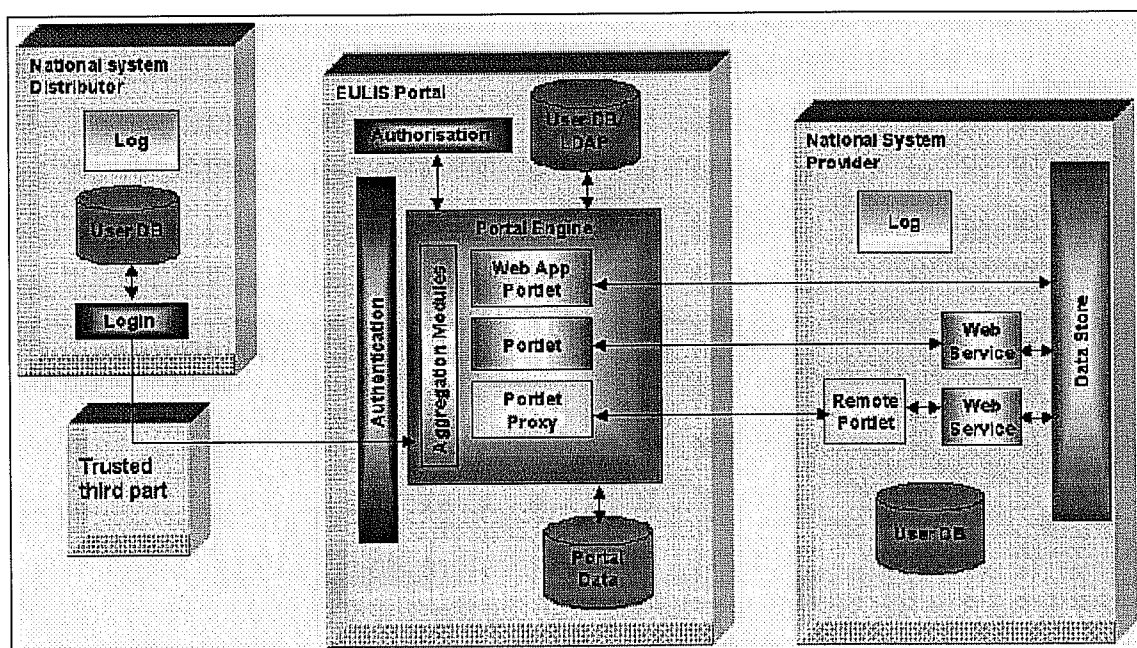 National system
Distributor
Log
User DB
Login
Trusted
third part
EULIS Portal
Authorisation
User DB/
LDAP
Authentication
Portal Engine
Aggregation Modules
Web App
Portlet
Portlet
Portlet
Proxy
Portal
Data
National System
Provider
Log
Web
Service
Remote
Portlet
Web
Service
Data Store
User DB